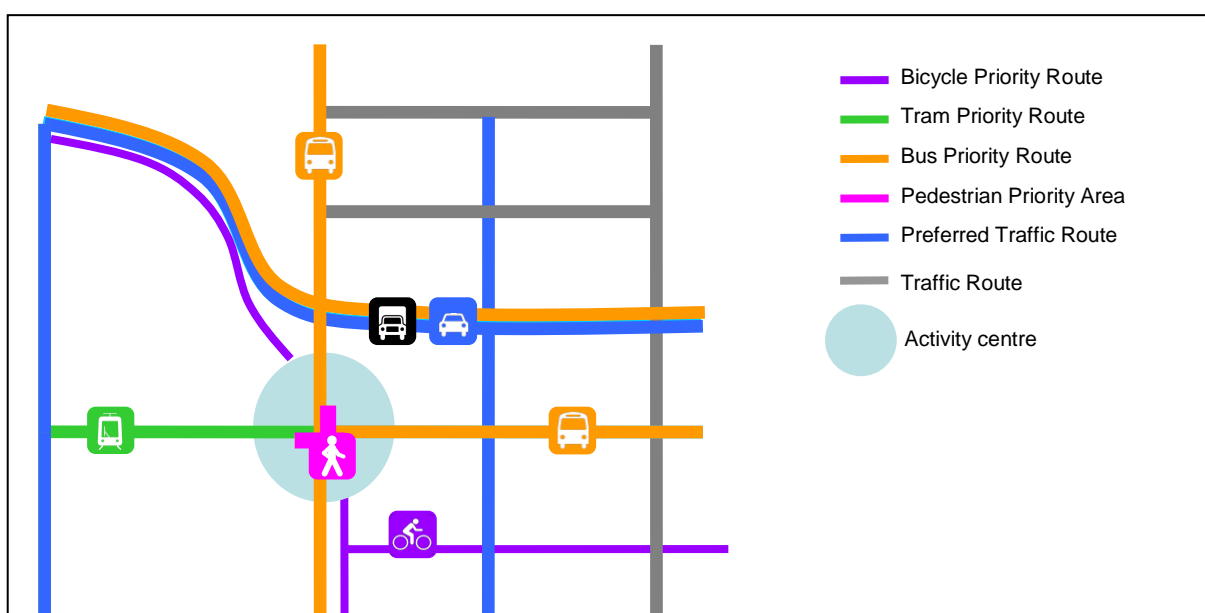 Bicycle Priority Route
Tram Priority Route
Bus Priority Route
Pedestrian Priority Area
Preferred Traffic Route
Traffic Route
Activity centre